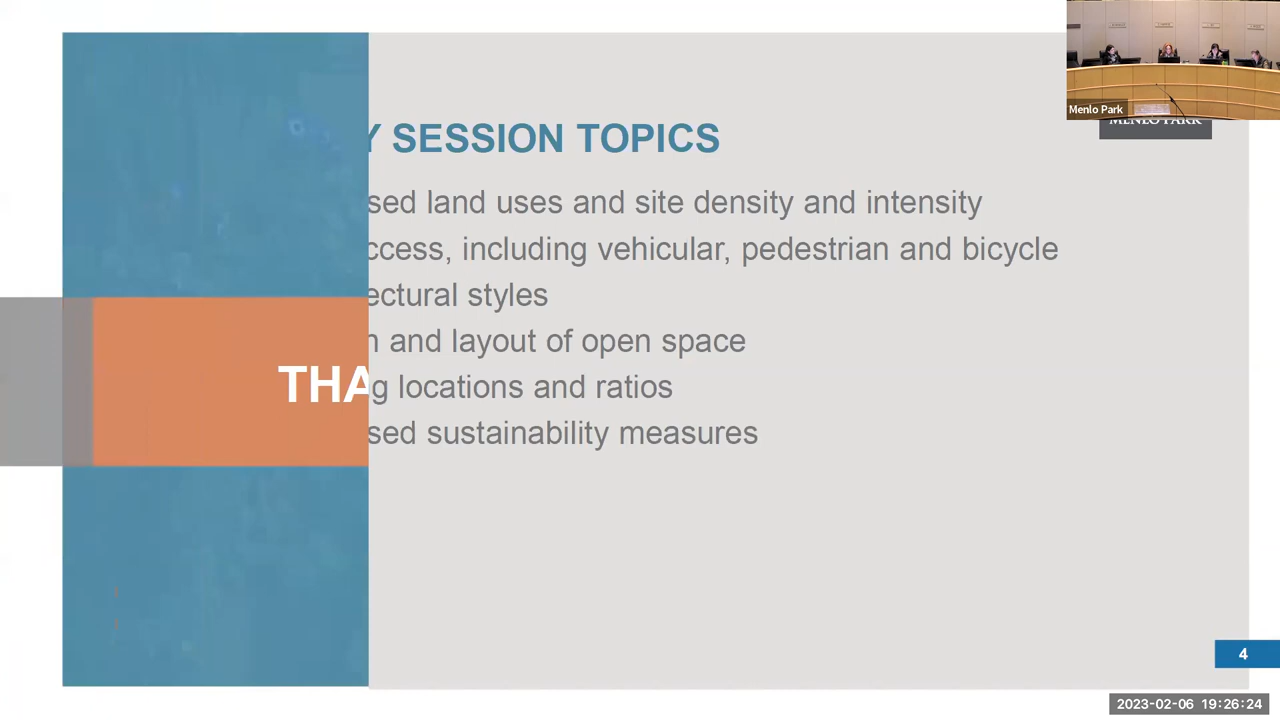 Menlo Park
MENLO PARK
Y SESSION TOPICS
sed land uses and site density and intensity
ccess, including vehicular, pedestrian and bicycle
ectural styles
n and layout of open space
THA
g locations and ratios
sed sustainability measures
4
2023-02-06 19:26:24